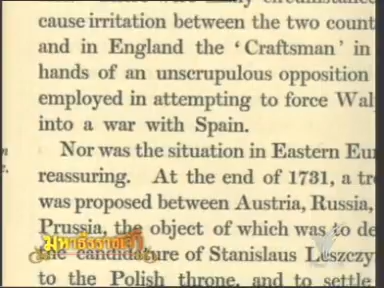 cause irritation between the two count
and in England the ‘Craftsman’ in
hands of an unscrupulous opposition
employed in attempting to force Wal
into a war with Spain.
Nor was the situation in Eastern Eu
reassuring. At the end of 1731, a tre
was proposed between Austria, Russia,
Prussia, the object of which was to de
the candidature of Stanislaus Leszczy
to the Polish throne, and to settle